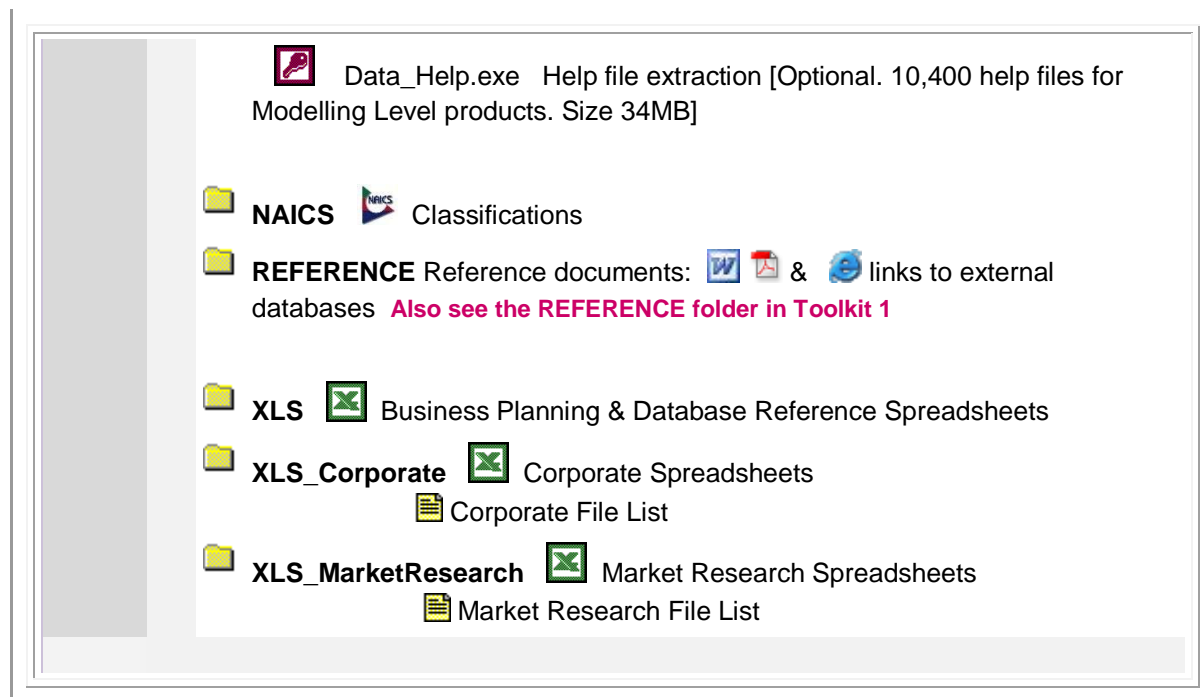 Data_Help.exe Help file extraction [Optional. 10,400 help files for
Modelling Level products. Size 34MB]
NAICS NAICS Classifications
REFERENCE Reference documents: W & links to external
databases Also see the REFERENCE folder in Toolkit 1
XLS Business Planning & Database Reference Spreadsheets
XLS_Corporate Corporate Spreadsheets
Corporate File List
XLS_MarketResearch Market Research Spreadsheets
Market Research File List